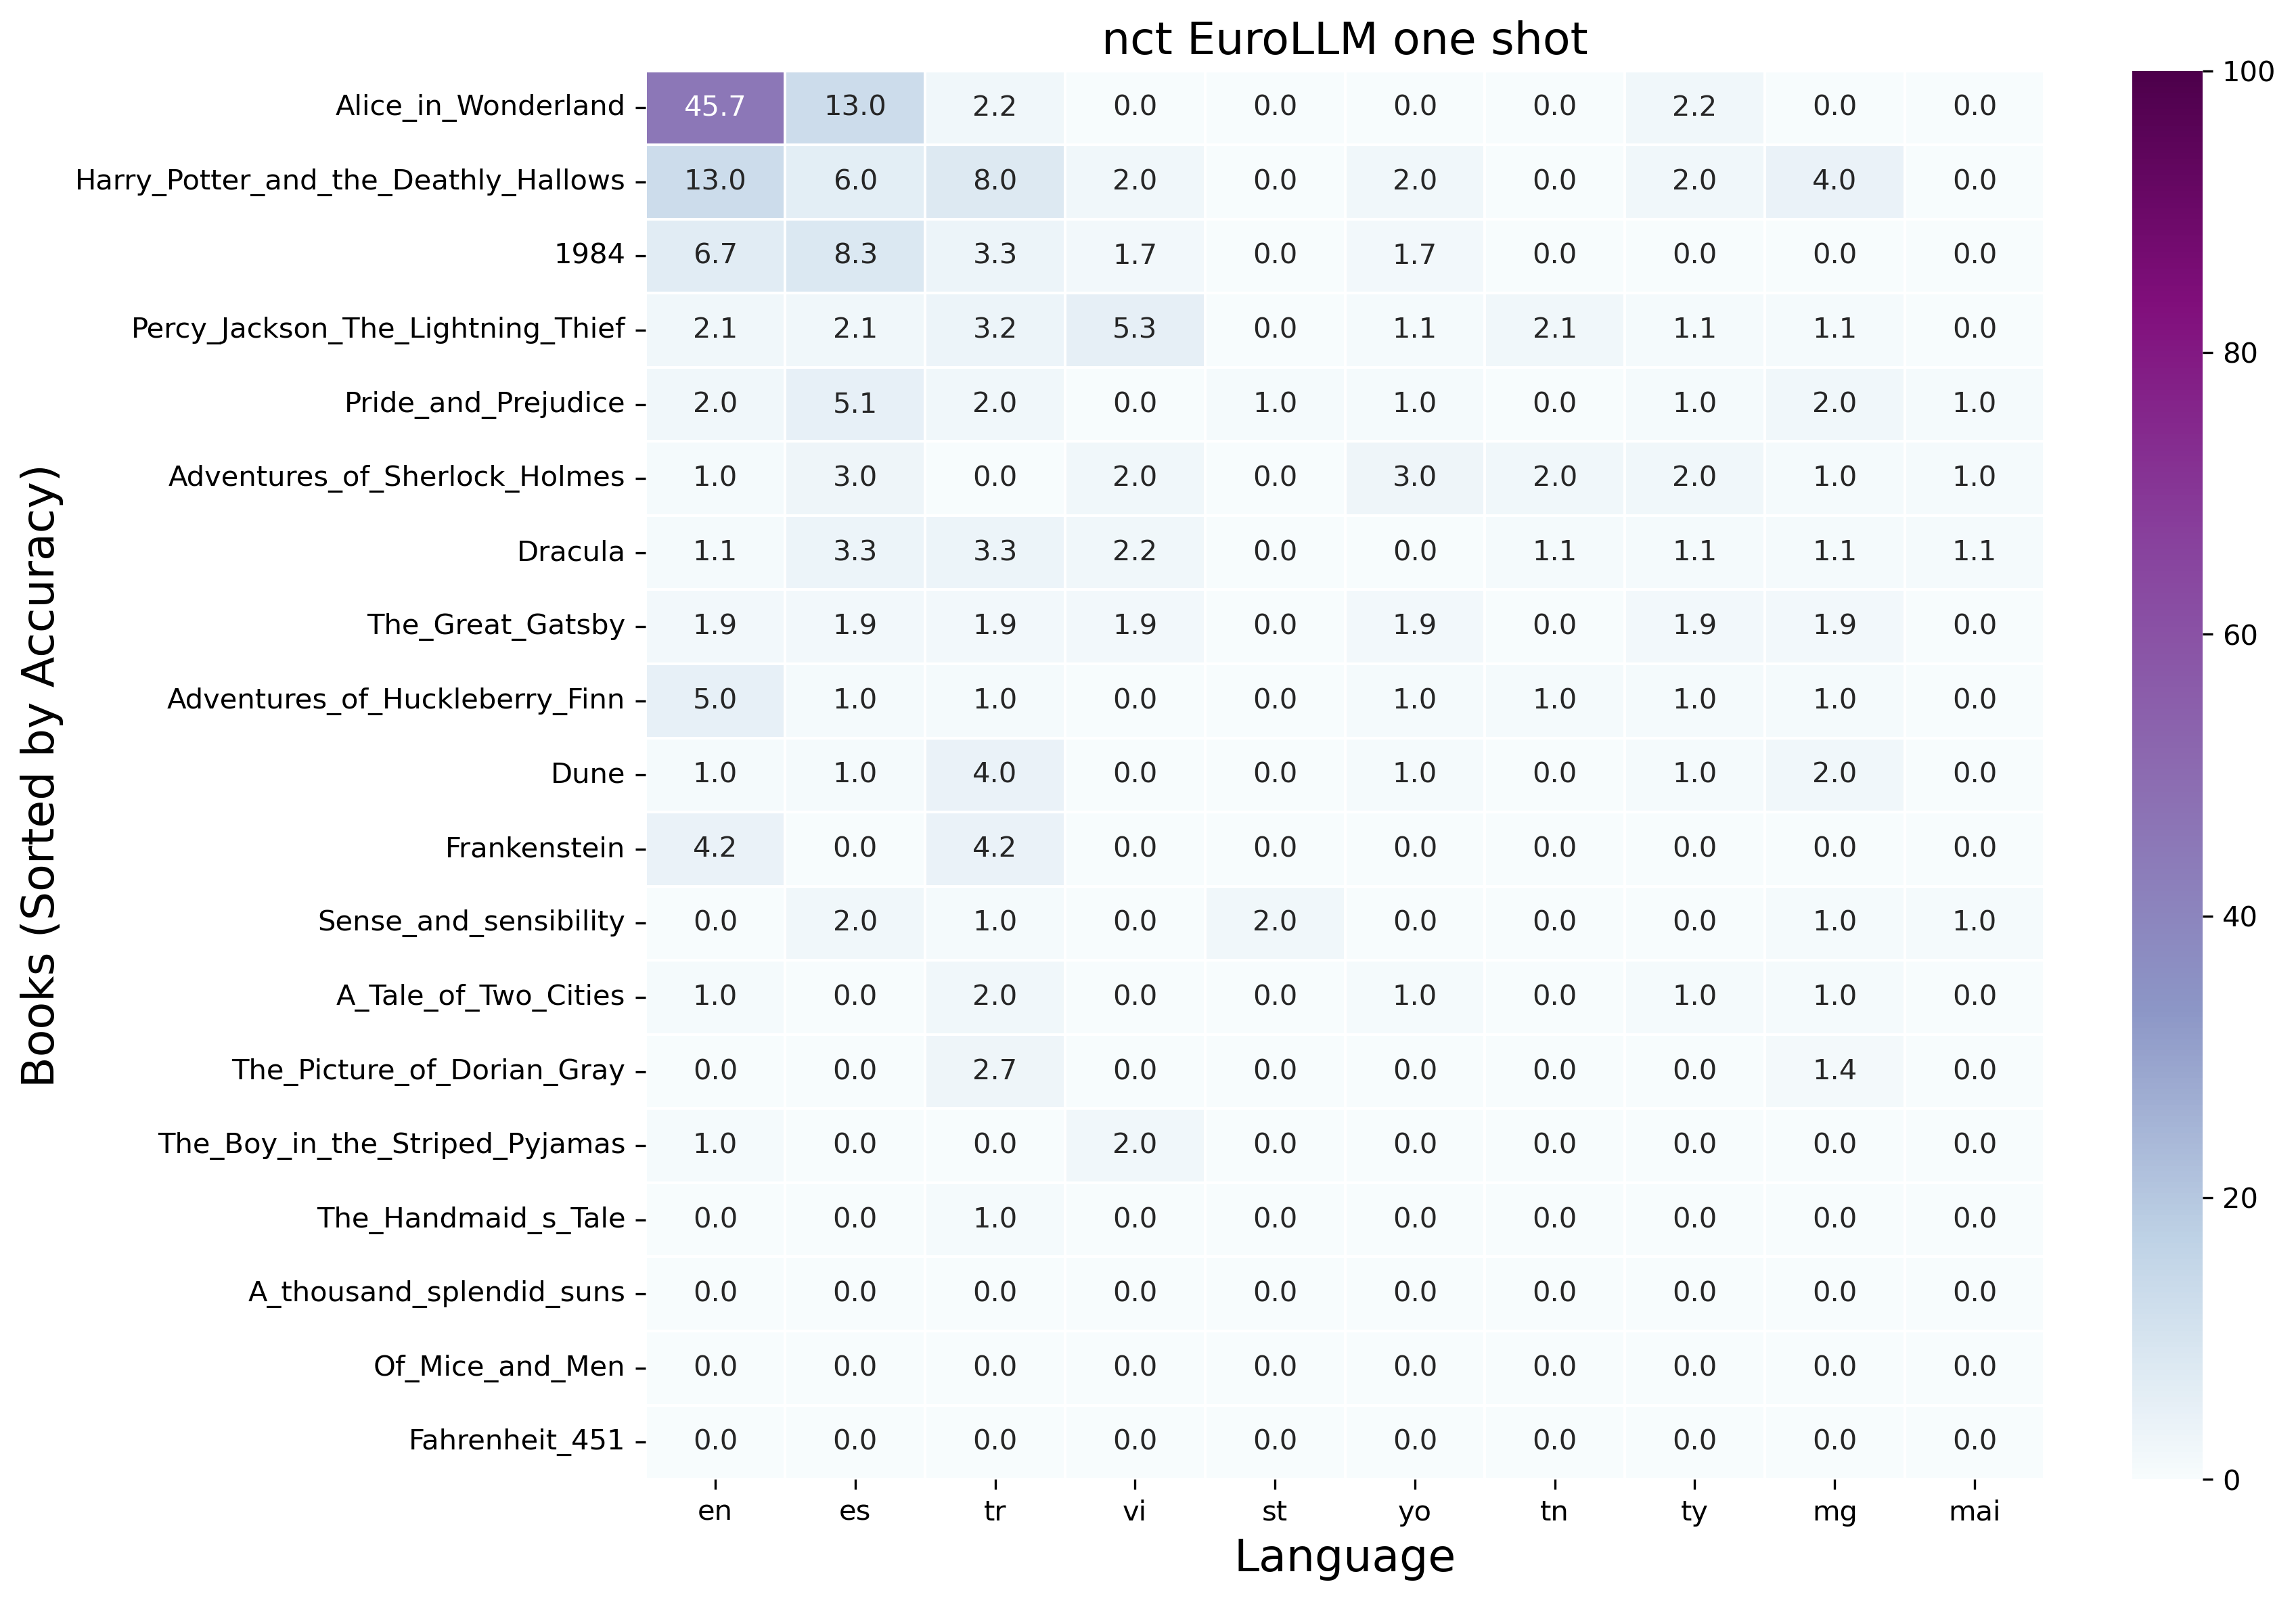 nct EuroLLM one shot
Alice_in_Wonderland 45.7 13.0 2.2 0.0 0.0 0.0 0.0 2.2 0.0 0.0
Harry_Potter_and_the_Deathly_Hallows 13.0 6.0 8.0 2.0 0.0 2.0 0.0 2.0 4.0 0.0
1984 6.7 8.3 3.3 1.7 0.0 1.7 0.0 0.0 0.0 0.0
Percy_Jackson_The_Lightning_Thief 2.1 2.1 3.2 5.3 0.0 1.1 2.1 1.1 1.1 0.0
Pride_and_Prejudice 2.0 5.1 2.0 0.0 1.0 1.0 0.0 1.0 2.0 1.0
Adventures_of_Sherlock_Holmes 1.0 3.0 0.0 2.0 0.0 3.0 2.0 2.0 1.0 1.0
Dracula 1.1 3.3 3.3 2.2 0.0 0.0 1.1 1.1 1.1 1.1
The_Great_Gatsby 1.9 1.9 1.9 1.9 0.0 1.9 0.0 1.9 1.9 0.0
Adventures_of_Huckleberry_Finn 5.0 1.0 1.0 0.0 0.0 1.0 1.0 1.0 1.0 0.0
Dune 1.0 1.0 4.0 0.0 0.0 1.0 0.0 1.0 2.0 0.0
Frankenstein 4.2 0.0 4.2 0.0 0.0 0.0 0.0 0.0 0.0 0.0
Sense_and_sensibility 0.0 2.0 1.0 0.0 2.0 0.0 0.0 0.0 1.0 1.0
A_Tale_of_Two_Cities 1.0 0.0 2.0 0.0 0.0 1.0 0.0 1.0 1.0 0.0
The_Picture_of_Dorian_Gray 0.0 0.0 2.7 0.0 0.0 0.0 0.0 0.0 1.4 0.0
The_Boy_in_the_Striped_Pyjamas 1.0 0.0 0.0 2.0 0.0 0.0 0.0 0.0 0.0 0.0
The_Handmaid_s_Tale 0.0 0.0 1.0 0.0 0.0 0.0 0.0 0.0 0.0 0.0
A_thousand_splendid_suns 0.0 0.0 0.0 0.0 0.0 0.0 0.0 0.0 0.0 0.0
Of_Mice_and_Men 0.0 0.0 0.0 0.0 0.0 0.0 0.0 0.0 0.0 0.0
Fahrenheit_451 0.0 0.0 0.0 0.0 0.0 0.0 0.0 0.0 0.0 0.0
en es tr vi st yo tn ty mg mai
Language
Books (Sorted by Accuracy)
100
80
60
40
20
0